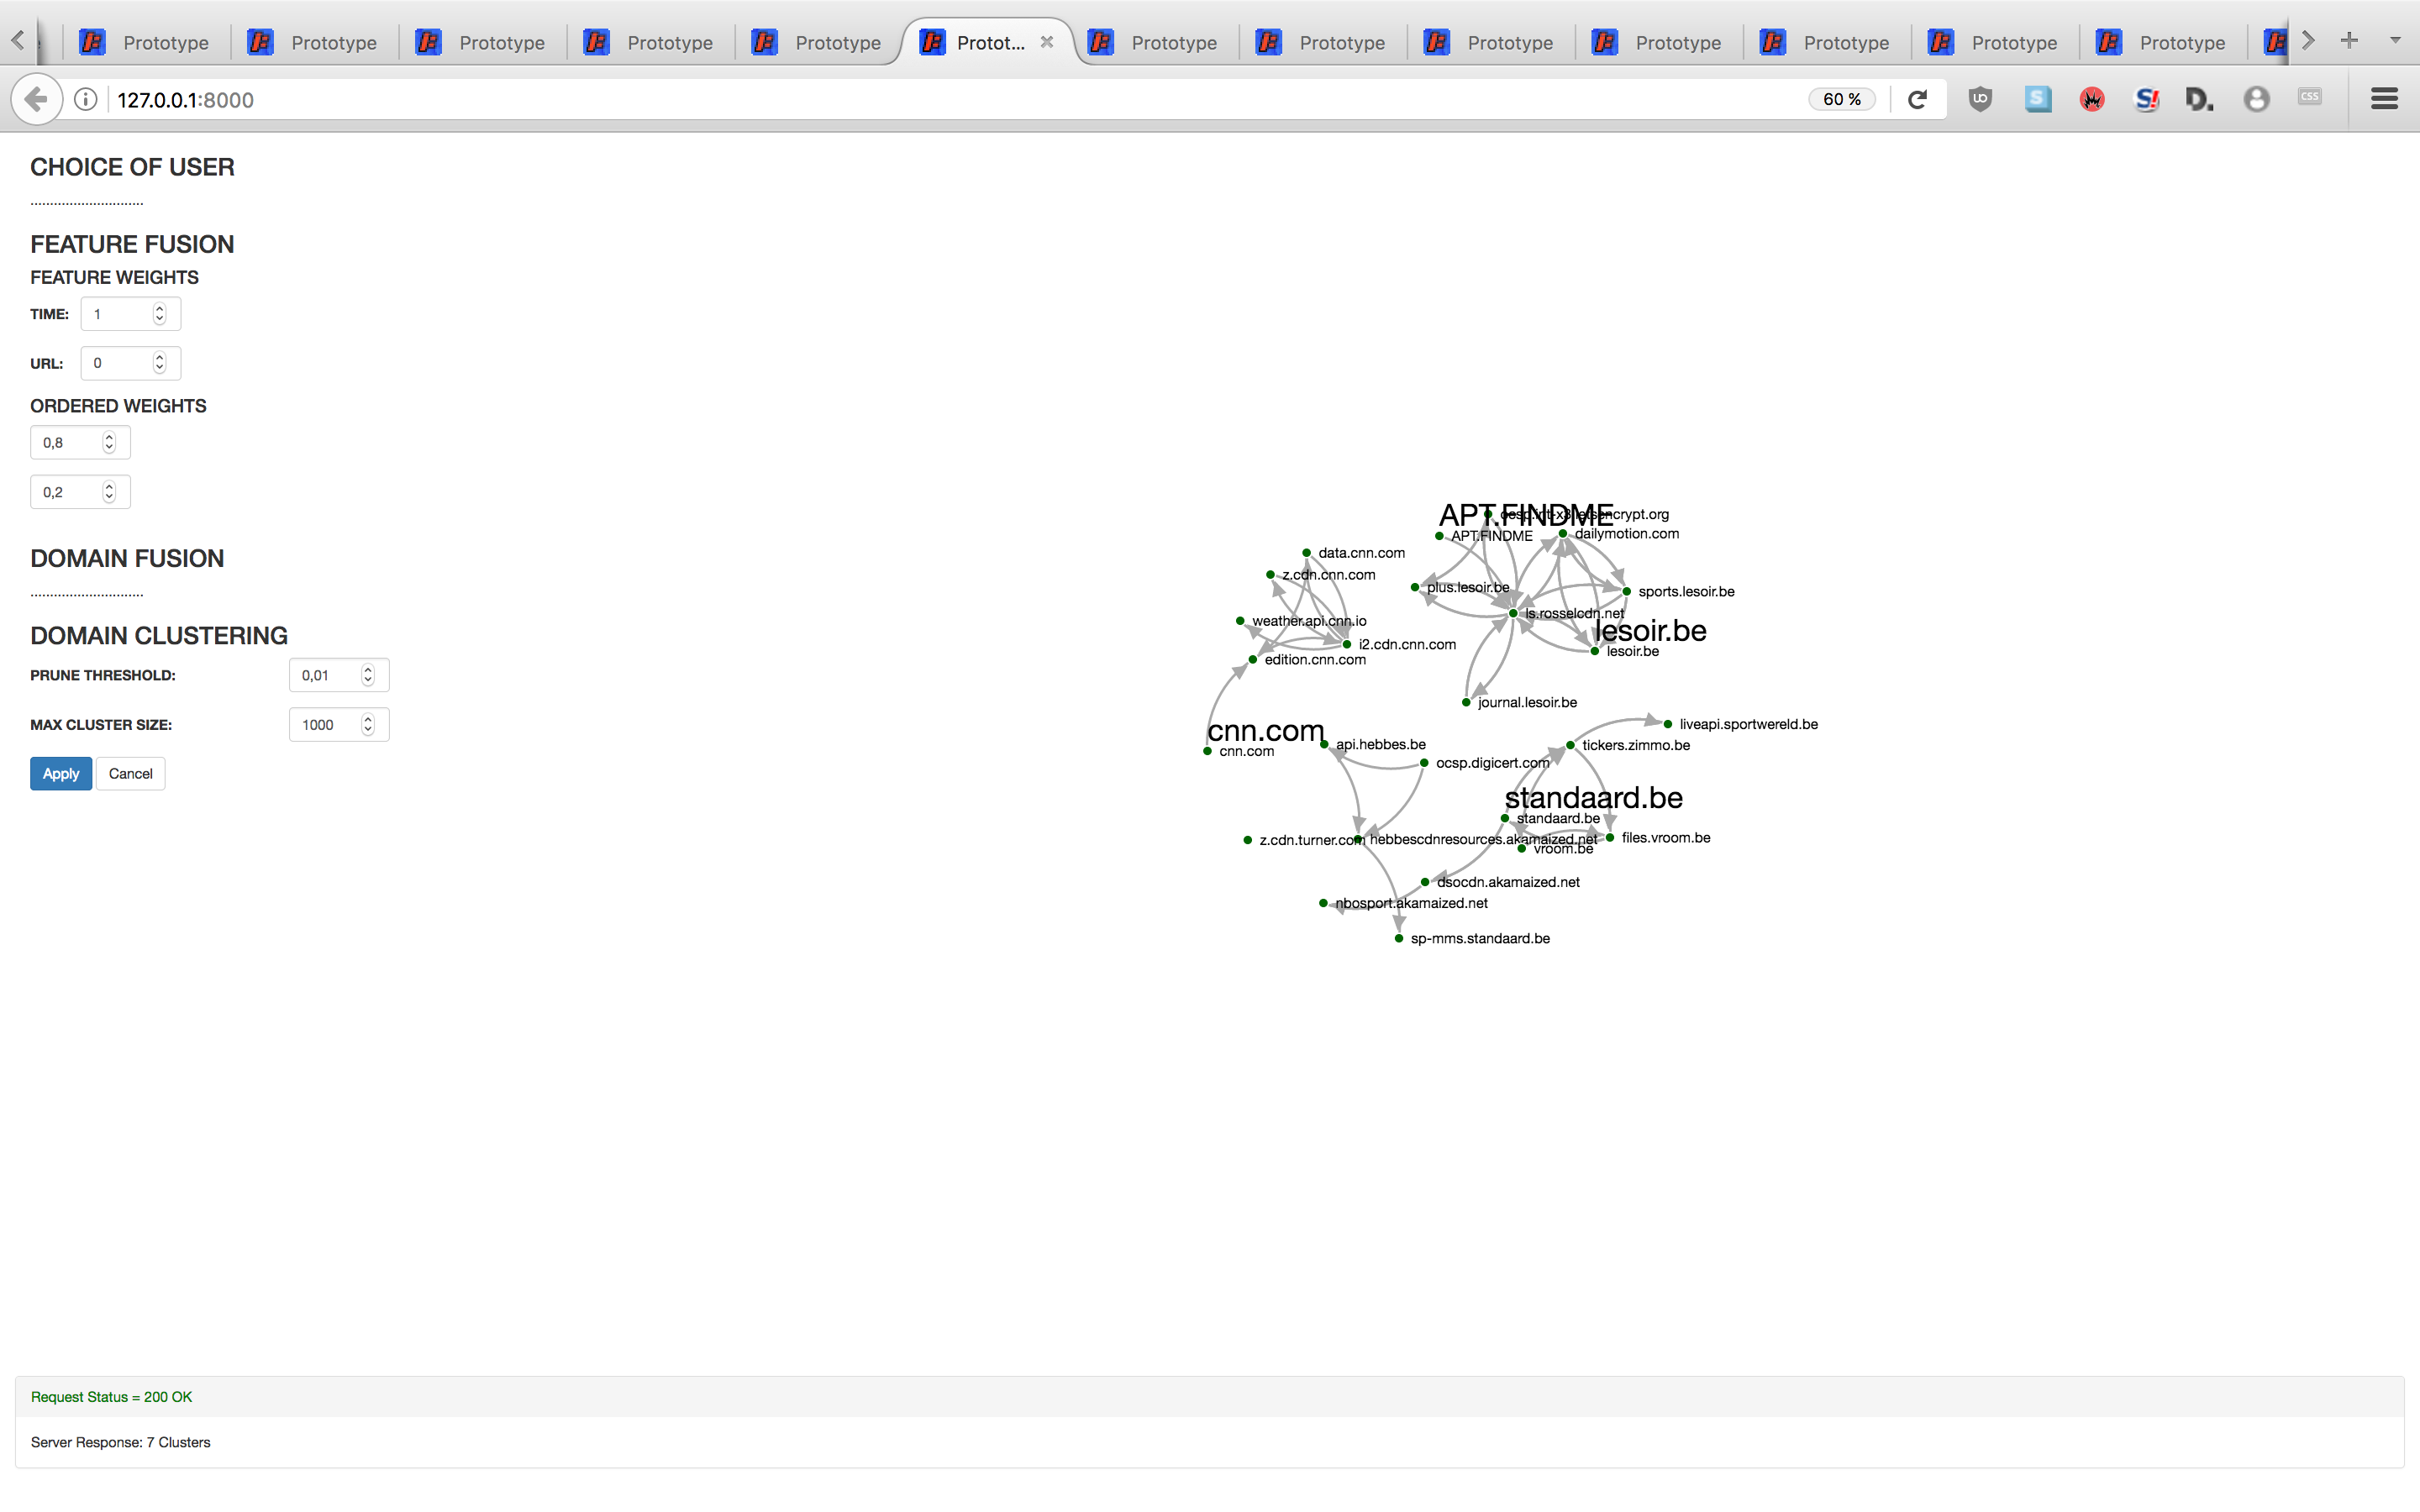 Prototype Prototype Prototype Prototype Prototype Protot... Prototype Prototype Prototype Prototype Prototype Prototype Prototype
127.0.0.1:8000 60 %
CHOICE OF USER
.............................
FEATURE FUSION
FEATURE WEIGHTS
TIME: 1
URL: 0
ORDERED WEIGHTS
0,8
0,2
DOMAIN FUSION
.............................
DOMAIN CLUSTERING
PRUNE THRESHOLD: 0,01
MAX CLUSTER SIZE: 1000
Apply Cancel
APT.FINDME
ocsp.int-x3.letsencrypt.org
dailymotion.com
APT.FINDME
data.cnn.com
z.cdn.cnn.com
plus.lesoir.be
sports.lesoir.be
ls.rosselcdn.net
weather.api.cnn.io
lesoir.be
i2.cdn.cnn.com
lesoir.be
edition.cnn.com
journal.lesoir.be
liveapi.sportwereld.be
cnn.com
api.hebbes.be
tickers.zimmo.be
cnn.com
ocsp.digicert.com
standaard.be
standaard.be
files.vroom.be
z.cdn.turner.com
hebbescdnresources.akamaized.net
vroom.be
dsocdn.akamaized.net
nbosport.akamaized.net
sp-mms.standaard.be
Request Status = 200 OK
Server Response: 7 Clusters